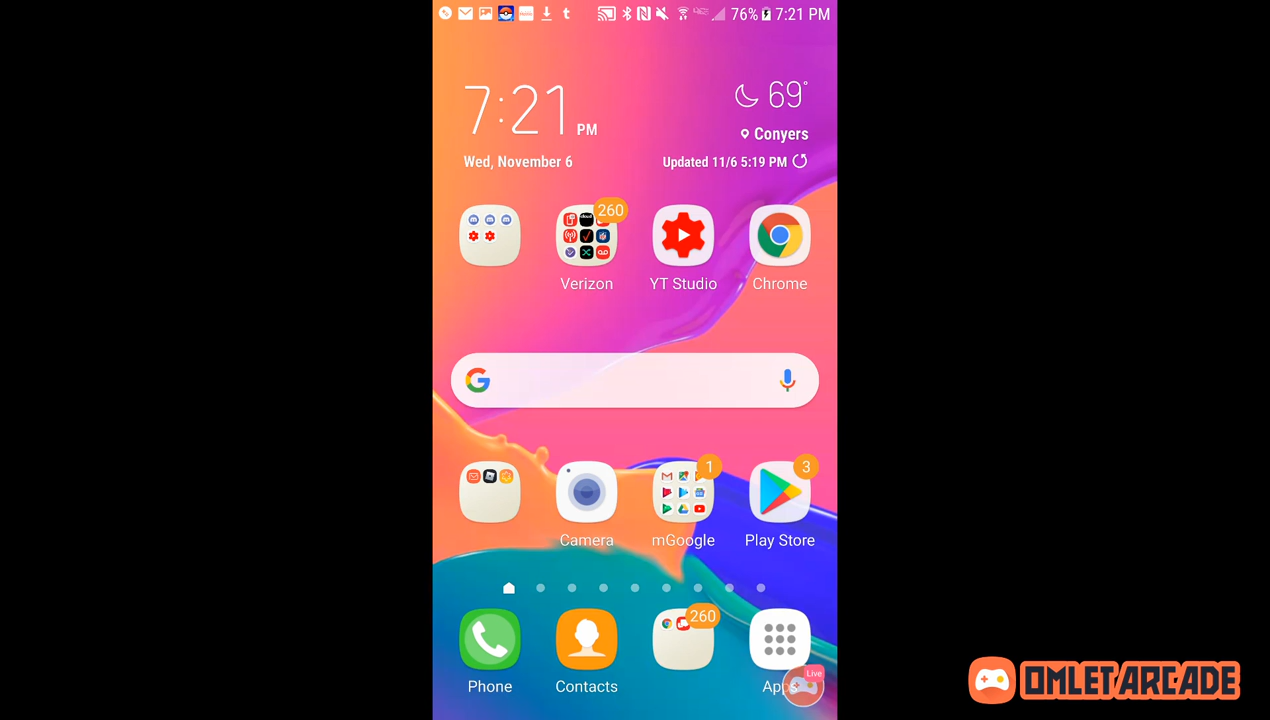 76% 7:21 PM
7:21 PM
69°
Conyers
Wed, November 6
Updated 11/6 5:19 PM
260
Verizon
YT Studio
Chrome
G
1
3
Camera
mGoogle
Play Store
260
Phone
Contacts
Apps
Live
OMLET ARCADE